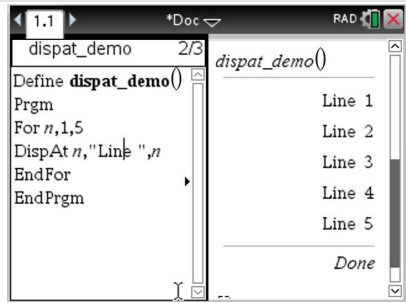 1.1
*Doc
RAD
dispat_demo 2/3
Define dispat_demo()
Prgm
For n,1,5
DispAt n,"Line ",n
EndFor
EndPrgm
dispat_demo()
Line 1
Line 2
Line 3
Line 4
Line 5
Done